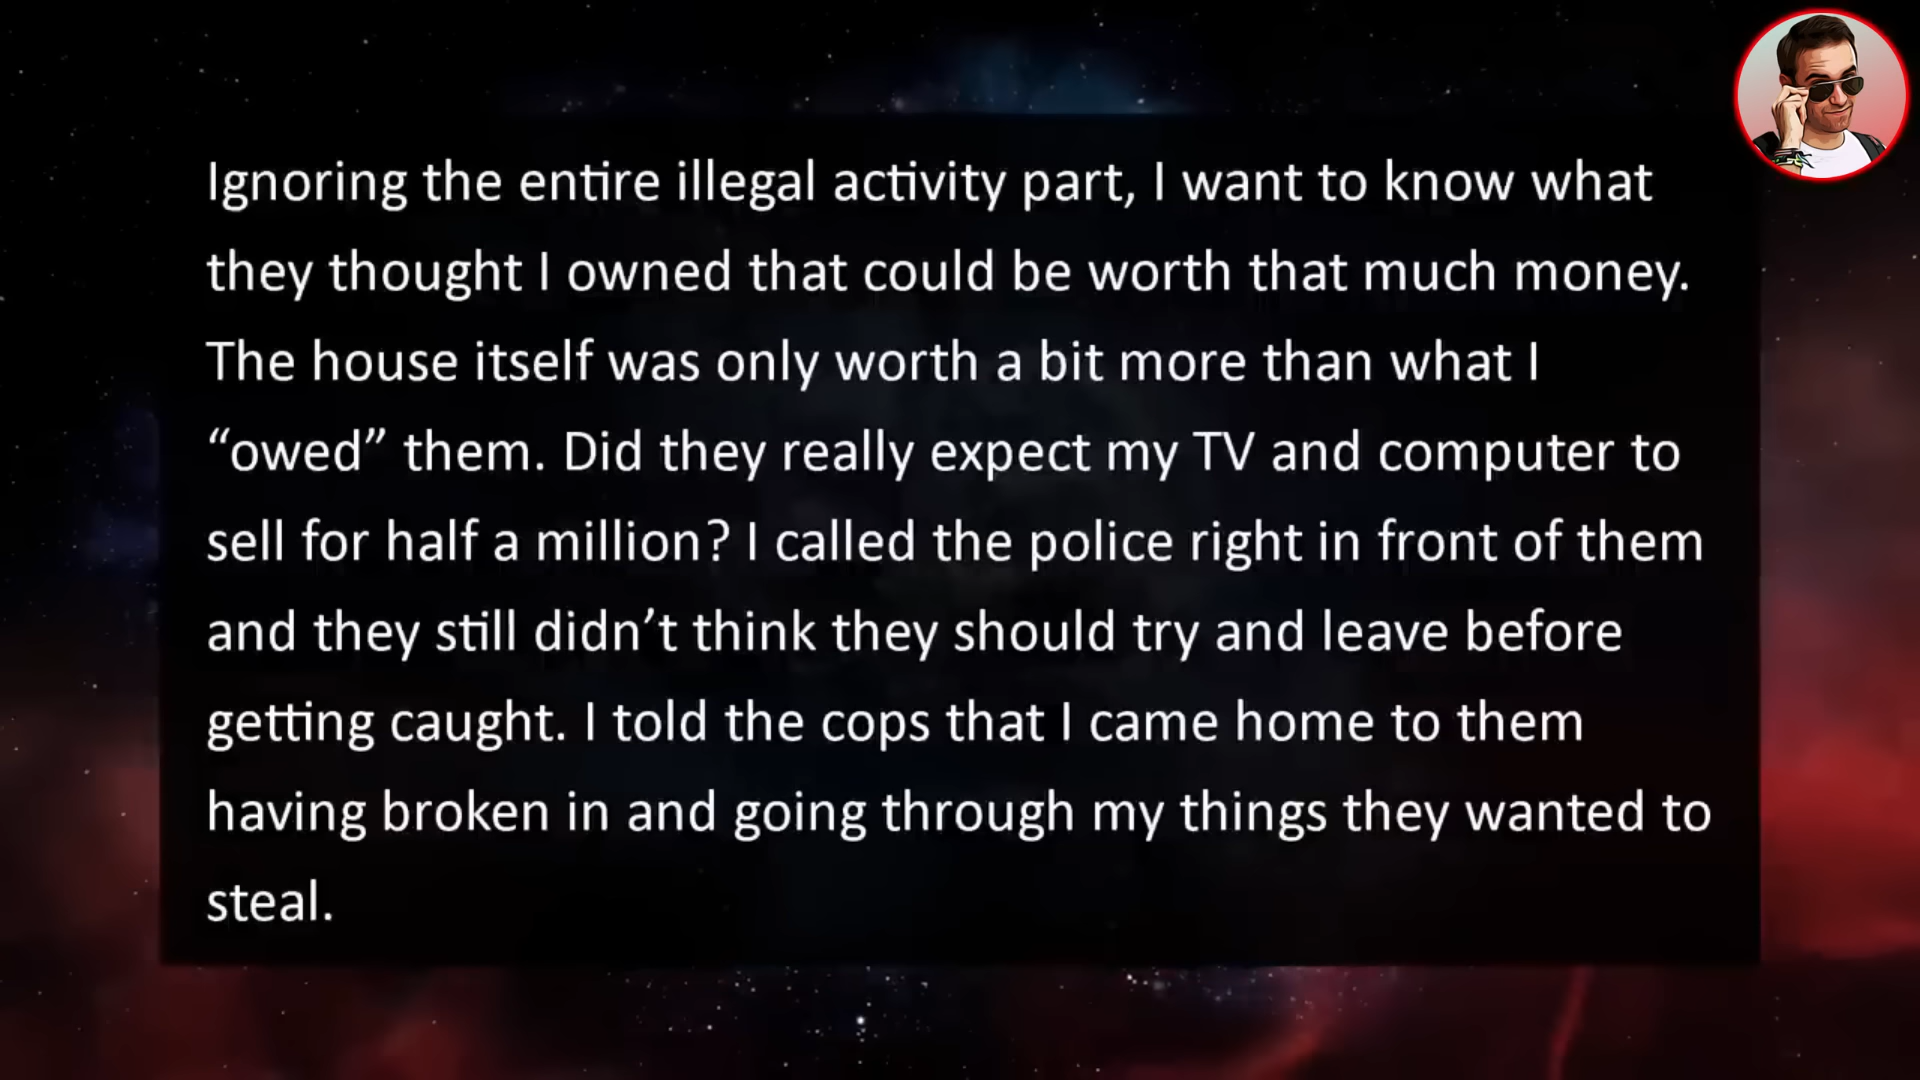 Ignoring the entire illegal activity part, I want to know what
they thought I owned that could be worth that much money.
The house itself was only worth a bit more than what I
“owed” them. Did they really expect my TV and computer to
sell for half a million? I called the police right in front of them
and they still didn’t think they should try and leave before
getting caught. I told the cops that I came home to them
having broken in and going through my things they wanted to
steal.